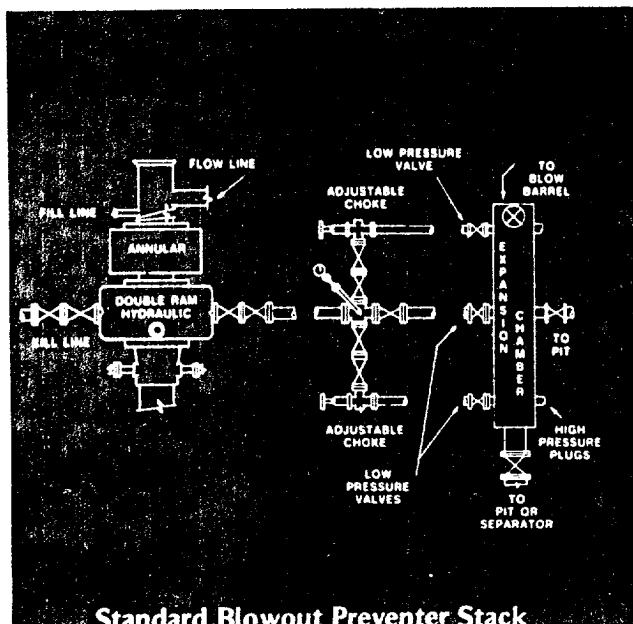 FLOW LINE
FILL LINE
ANNULAR
DOUBLE RAM
HYDRAULIC
KILL LINE
LOW PRESSURE
VALVE
ADJUSTABLE
CHOKE
ADJUSTABLE
CHOKE
LOW
PRESSURE
VALVES
TO
BLOW
BARREL
EXPANSION
CHAMBER
TO
PIT
HIGH
PRESSURE
PLUGS
TO
PIT OR
SEPARATOR
Standard Blowout Preventer Stack